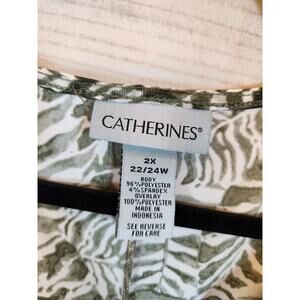 CATHERINES®
2X
22/24W
BODY
96%POLYESTER
4%SPANDEX
OVERLAY
100%POLYESTER
MADE IN
INDONESIA
SEE REVERSE
FOR CARE